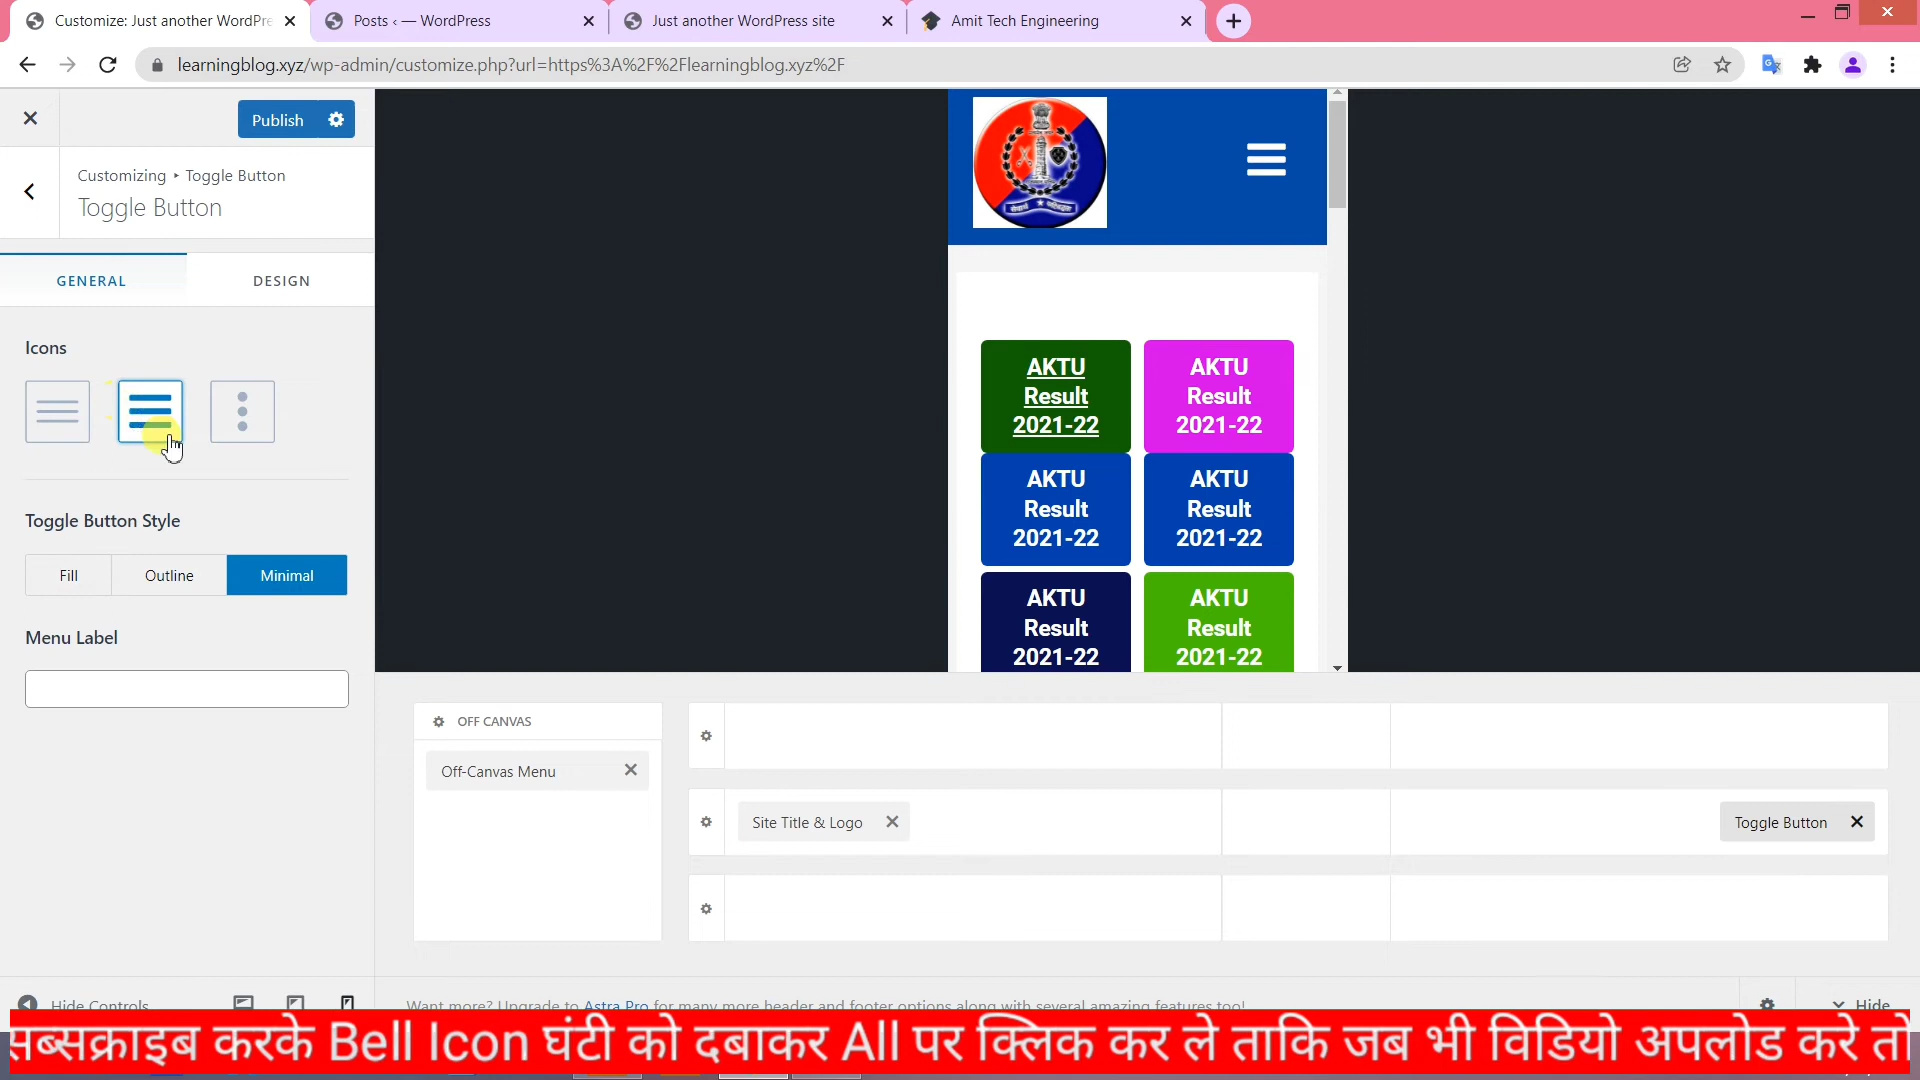 Customize: Just another WordPre
Posts ‹ — WordPress
Just another WordPress site
Amit Tech Engineering
learningblog.xyz/wp-admin/customize.php?url=https%3A%2F%2Flearningblog.xyz%2F
Publish
Customizing ▸ Toggle Button
Toggle Button
GENERAL
DESIGN
Icons
Toggle Button Style
Fill
Outline
Minimal
Menu Label
AKTU
Result
2021-22
AKTU
Result
2021-22
AKTU
Result
2021-22
AKTU
Result
2021-22
AKTU
Result
2021-22
AKTU
Result
2021-22
OFF CANVAS
Off-Canvas Menu
Site Title & Logo
Toggle Button
Hide Controls
Want more? Upgrade to Astra Pro for many more header and footer options along with several amazing features too!
Hide
सब्सक्राइब करके Bell Icon घंटी को दबाकर All पर क्लिक कर ले ताकि जब भी विडियो अपलोड करे तो